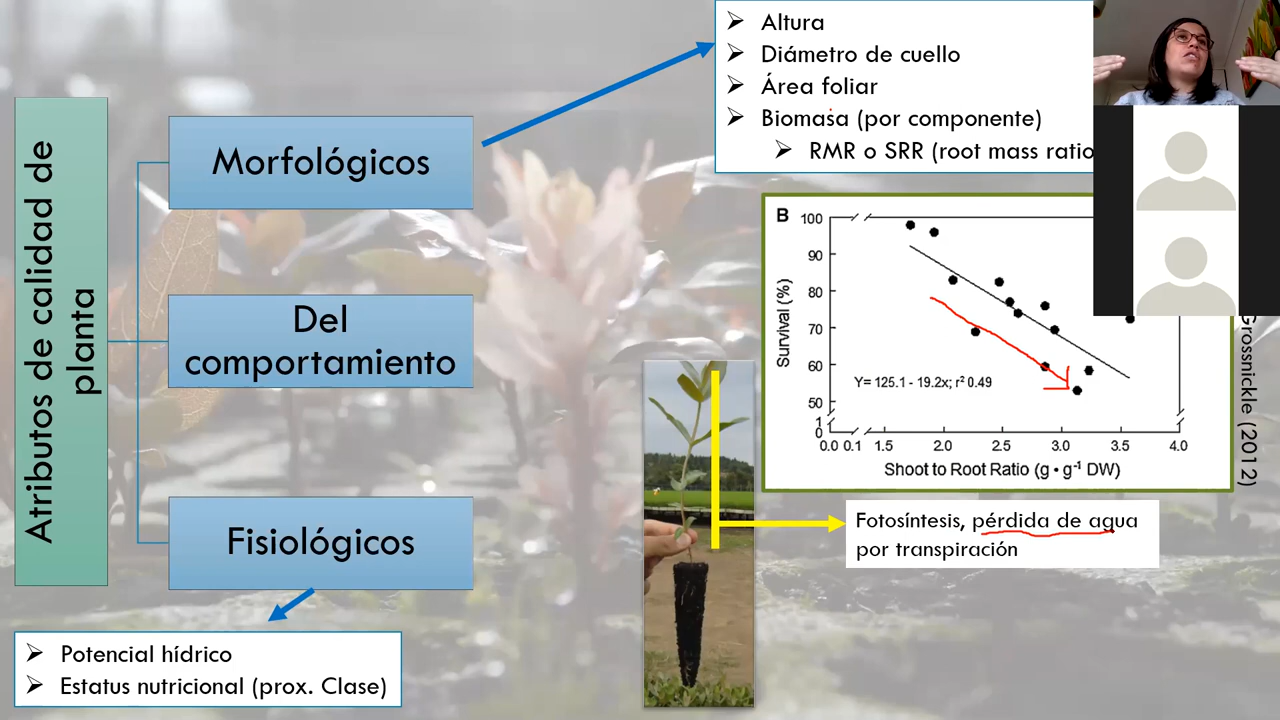 Atributos de calidad de
planta
Morfológicos
Del
comportamiento
Fisiológicos
➢ Potencial hídrico
➢ Estatus nutricional (prox. Clase)
➢ Altura
➢ Diámetro de cuello
➢ Área foliar
➢ Biomasa (por componente)
➢ RMR o SRR (root mass ratio
B
Survival (%)
100
90
80
70
60
50
1
0
Y= 125.1 - 19.2x; r² 0.49
0.0 0.1 1.5 2.0 2.5 3.0 3.5 4.0
Shoot to Root Ratio (g • g⁻¹ DW)
Grossnickle (2012)
Fotosíntesis, pérdida de agua
por transpiración